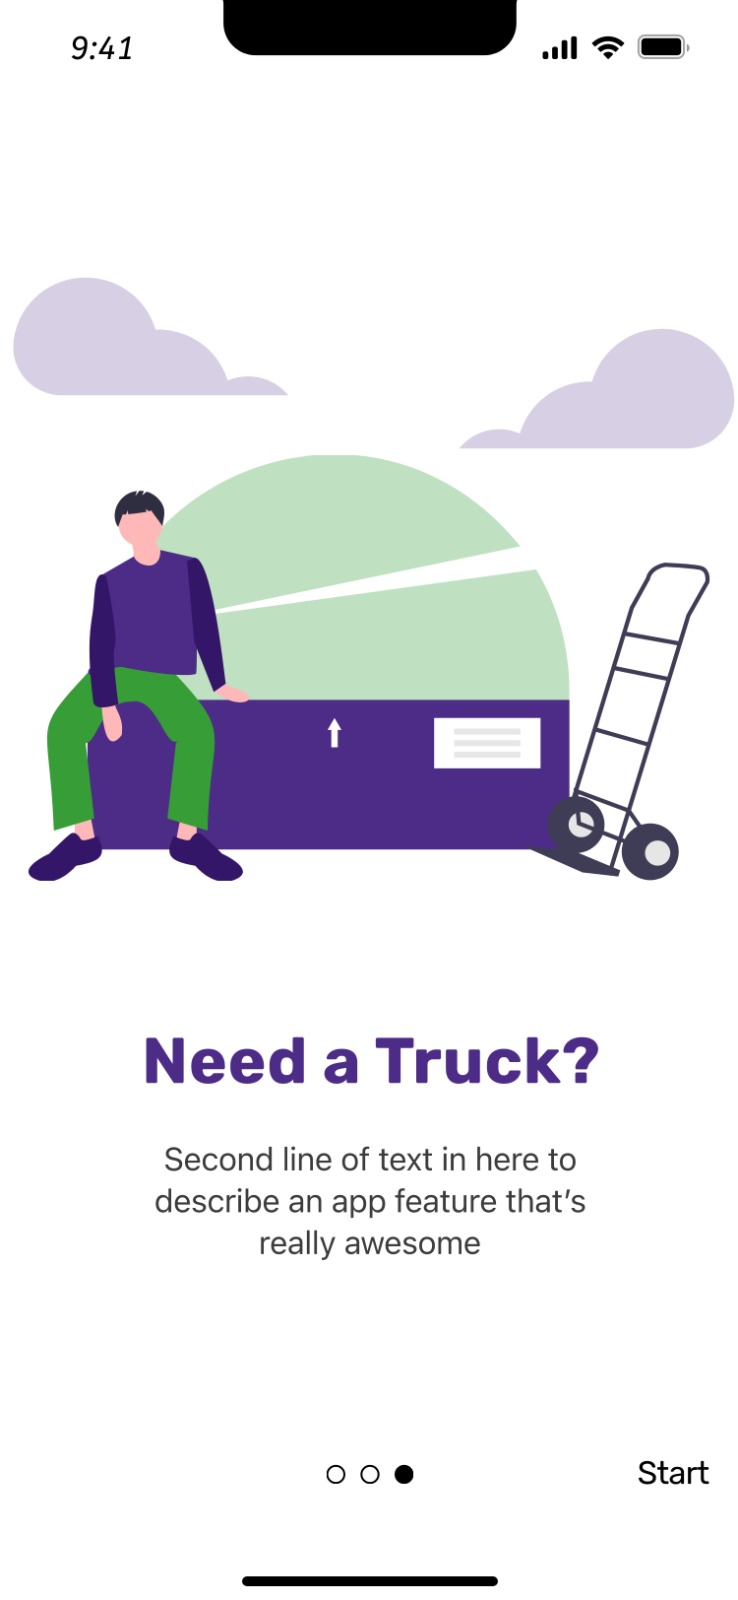 9:41
Need a Truck?
Second line of text in here to
describe an app feature that's
really awesome
Start